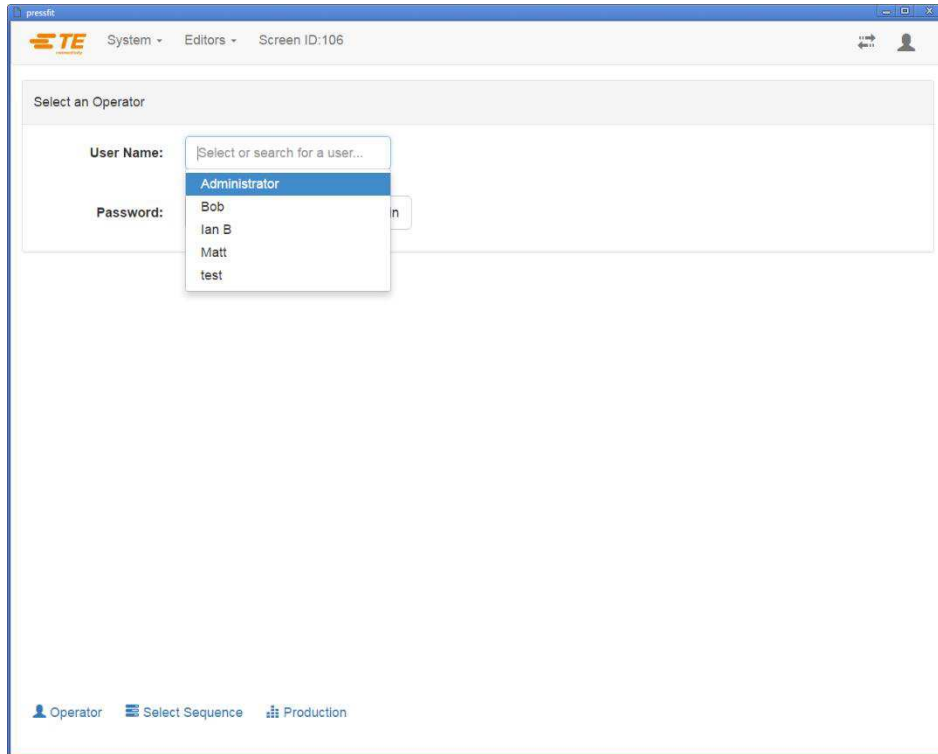 pressfit
TE
connectivity
System
Editors
Screen ID:106
Select an Operator
User Name:
Select or search for a user...
Administrator
Bob
Ian B
Matt
test
Password:
in
Operator
Select Sequence
Production